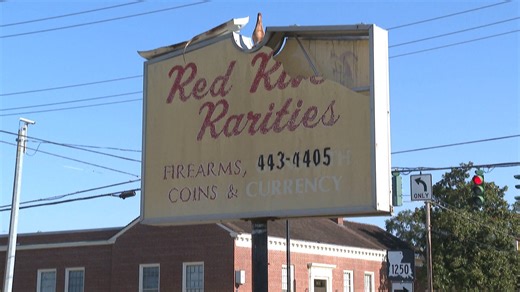 Red
Rarities
FIREARMS, 443-4405
COINS & CURRENCY
ONLY
1250